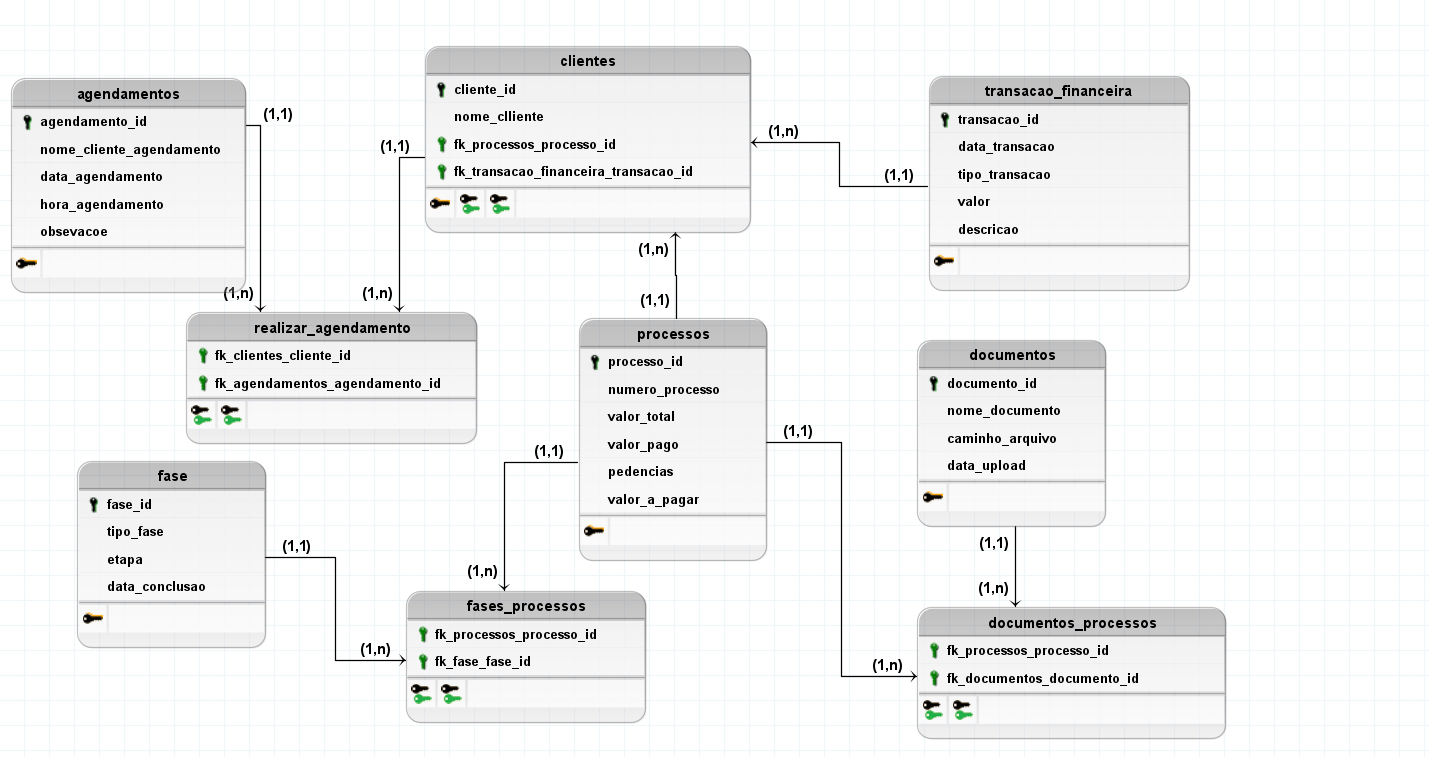 agendamentos
agendamento_id
nome_cliente_agendamento
data_agendamento
hora_agendamento
obsevacoe
(1,1)
(1,n)
clientes
cliente_id
nome_clliente
fk_processos_processo_id
fk_transacao_financeira_transacao_id
(1,1)
(1,n)
(1,n)
(1,1)
transacao_financeira
transacao_id
data_transacao
tipo_transacao
valor
descricao
(1,n)
(1,1)
realizar_agendamento
fk_clientes_cliente_id
fk_agendamentos_agendamento_id
processos
processo_id
numero_processo
valor_total
valor_pago
pedencias
valor_a_pagar
(1,1)
(1,n)
(1,1)
(1,n)
documentos
documento_id
nome_documento
caminho_arquivo
data_upload
(1,1)
(1,n)
fase
fase_id
tipo_fase
etapa
data_conclusao
(1,1)
(1,n)
fases_processos
fk_processos_processo_id
fk_fase_fase_id
documentos_processos
fk_processos_processo_id
fk_documentos_documento_id